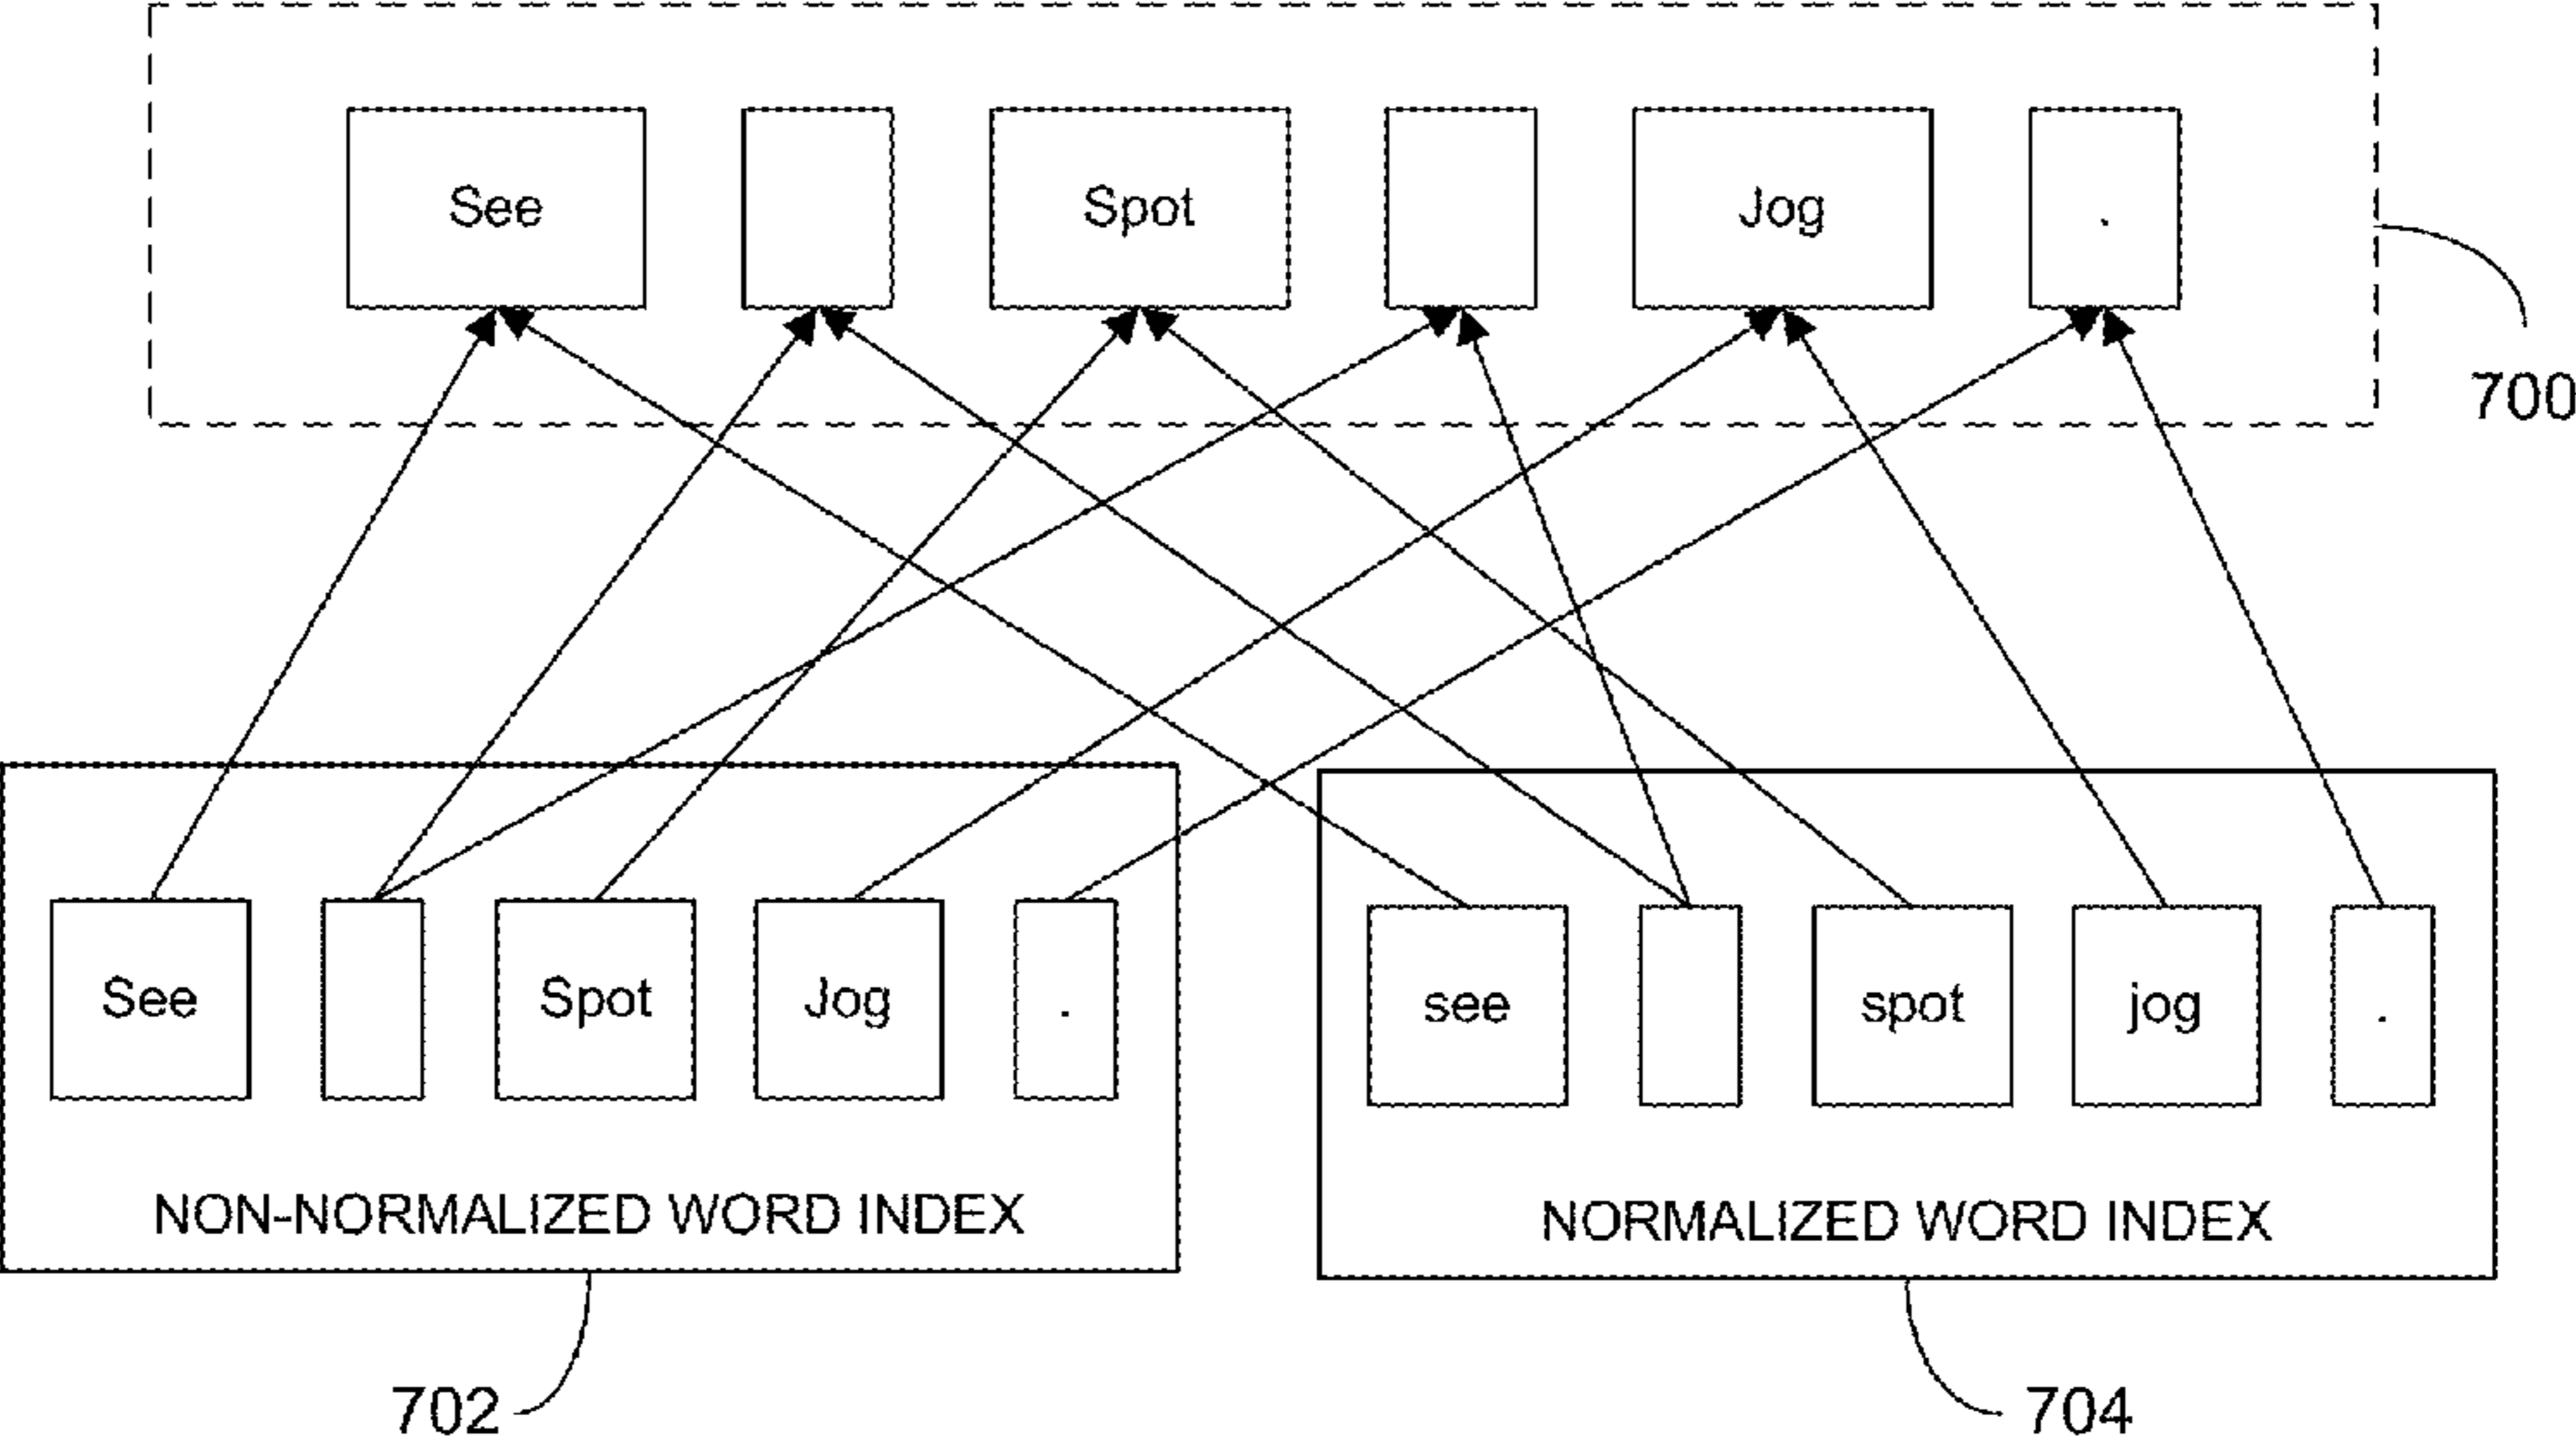 See Spot Jog .
700
See Spot Jog .
NON-NORMALIZED WORD INDEX
702
see spot jog .
NORMALIZED WORD INDEX
704